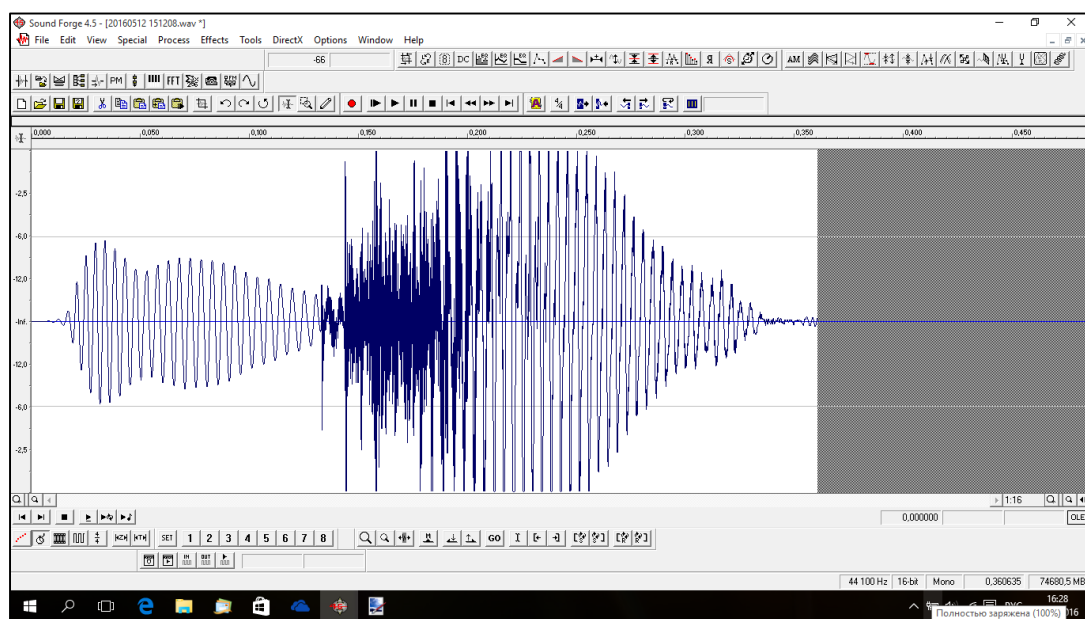 Sound Forge 4.5 - [20160512 151208.wav *]
File Edit View Special Process Effects Tools DirectX Options Window Help
-66
DC
AM
PM
FFT
0,000 ,0,050 ,0,100 ,0,150 ,0,200 ,0,250 ,0,300 ,0,350 ,0,400 ,0,450
-2,5
-6,0
-12,0
-Inf.
-12,0
-6,0
-2,5
1:16
0,000000
OLE
SET 1 2 3 4 5 6 7 8
GO
IN OUT
44 100 Hz 16-bit Mono 0,360635 74680,5 MB
16:28
Полностью заряжена (100%)